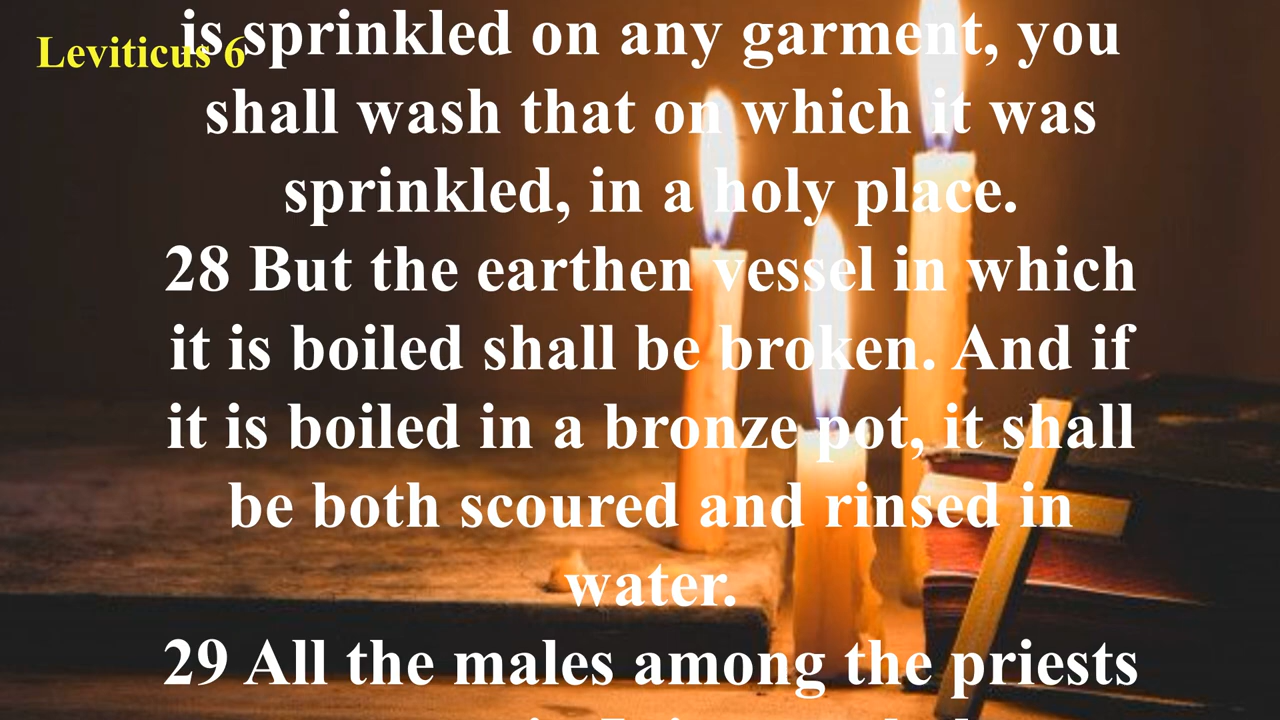 Leviticus 6
is sprinkled on any garment, you
shall wash that on which it was
sprinkled, in a holy place.
28 But the earthen vessel in which
it is boiled shall be broken. And if
it is boiled in a bronze pot, it shall
be both scoured and rinsed in
water.
29 All the males among the priests